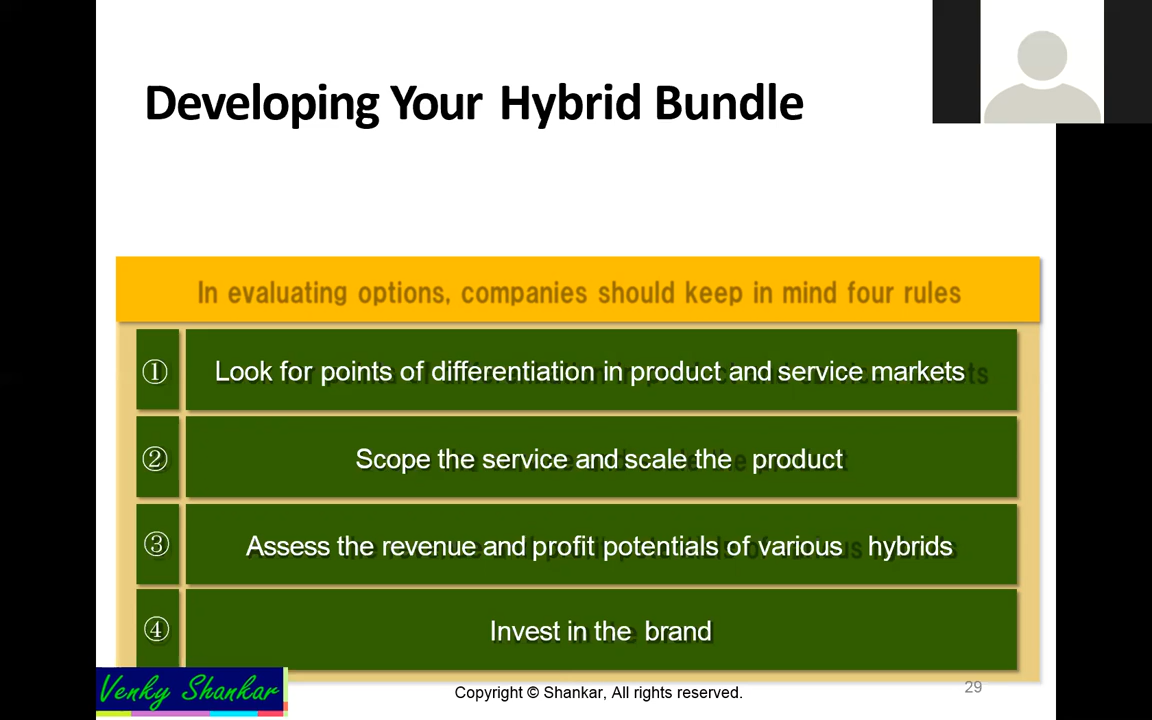 Developing Your Hybrid Bundle
In evaluating options, companies should keep in mind four rules
① Look for points of differentiation in product and service markets
② Scope the service and scale the product
③ Assess the revenue and profit potentials of various hybrids
④ Invest in the brand
Venky Shankar
Copyright © Shankar, All rights reserved.
29